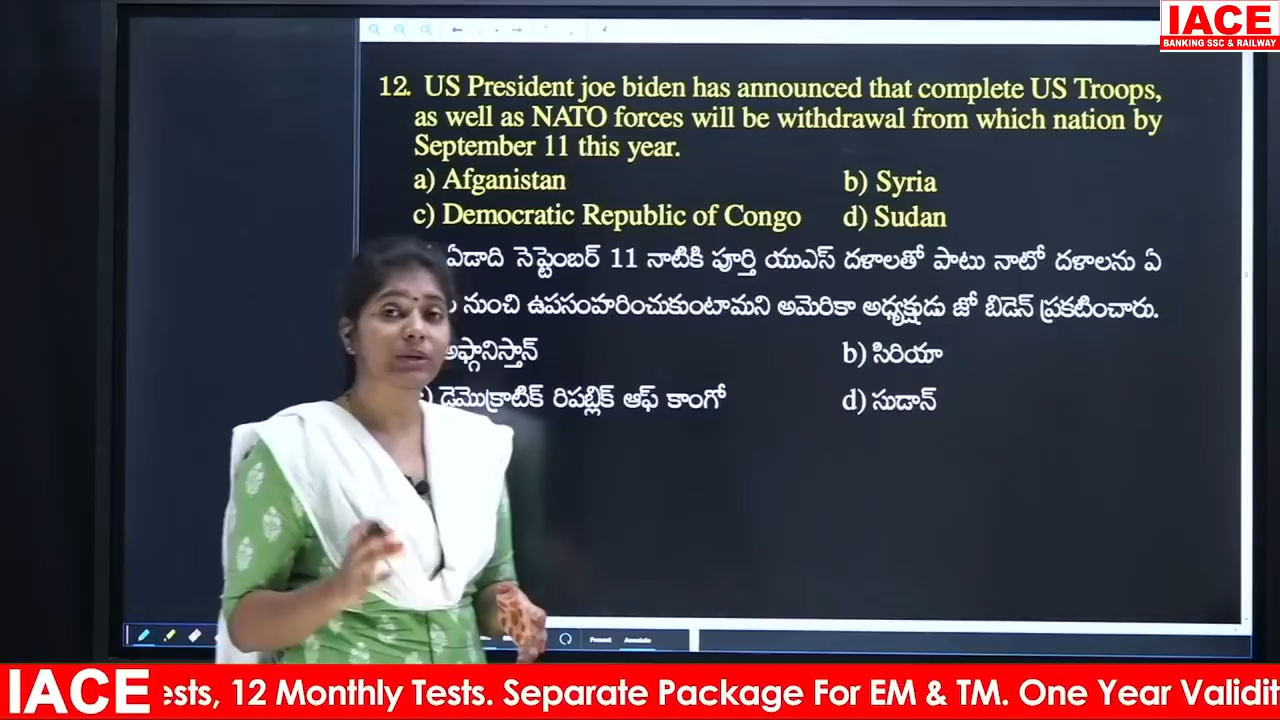 IACE
BANKING SSC & RAILWAY
12. US President joe biden has announced that complete US Troops,
as well as NATO forces will be withdrawal from which nation by
September 11 this year.
a) Afganistan b) Syria
c) Democratic Republic of Congo d) Sudan
ఏడాది సెప్టెంబర్ 11 నాటికి పూర్తి యుఎస్ దళాలతో పాటు నాటో దళాలను ఏ
నుంచి ఉపసంహరించుకుంటామని అమెరికా అధ్యక్షుడు జో బిడెన్ ప్రకటించారు.
అఫ్గానిస్తాన్ b) సిరియా
) డెమొక్రాటిక్ రిపబ్లిక్ ఆఫ్ కాంగో d) సుడాన్
Present Annotate
IACE ests, 12 Monthly Tests. Separate Package For EM & TM. One Year Validit